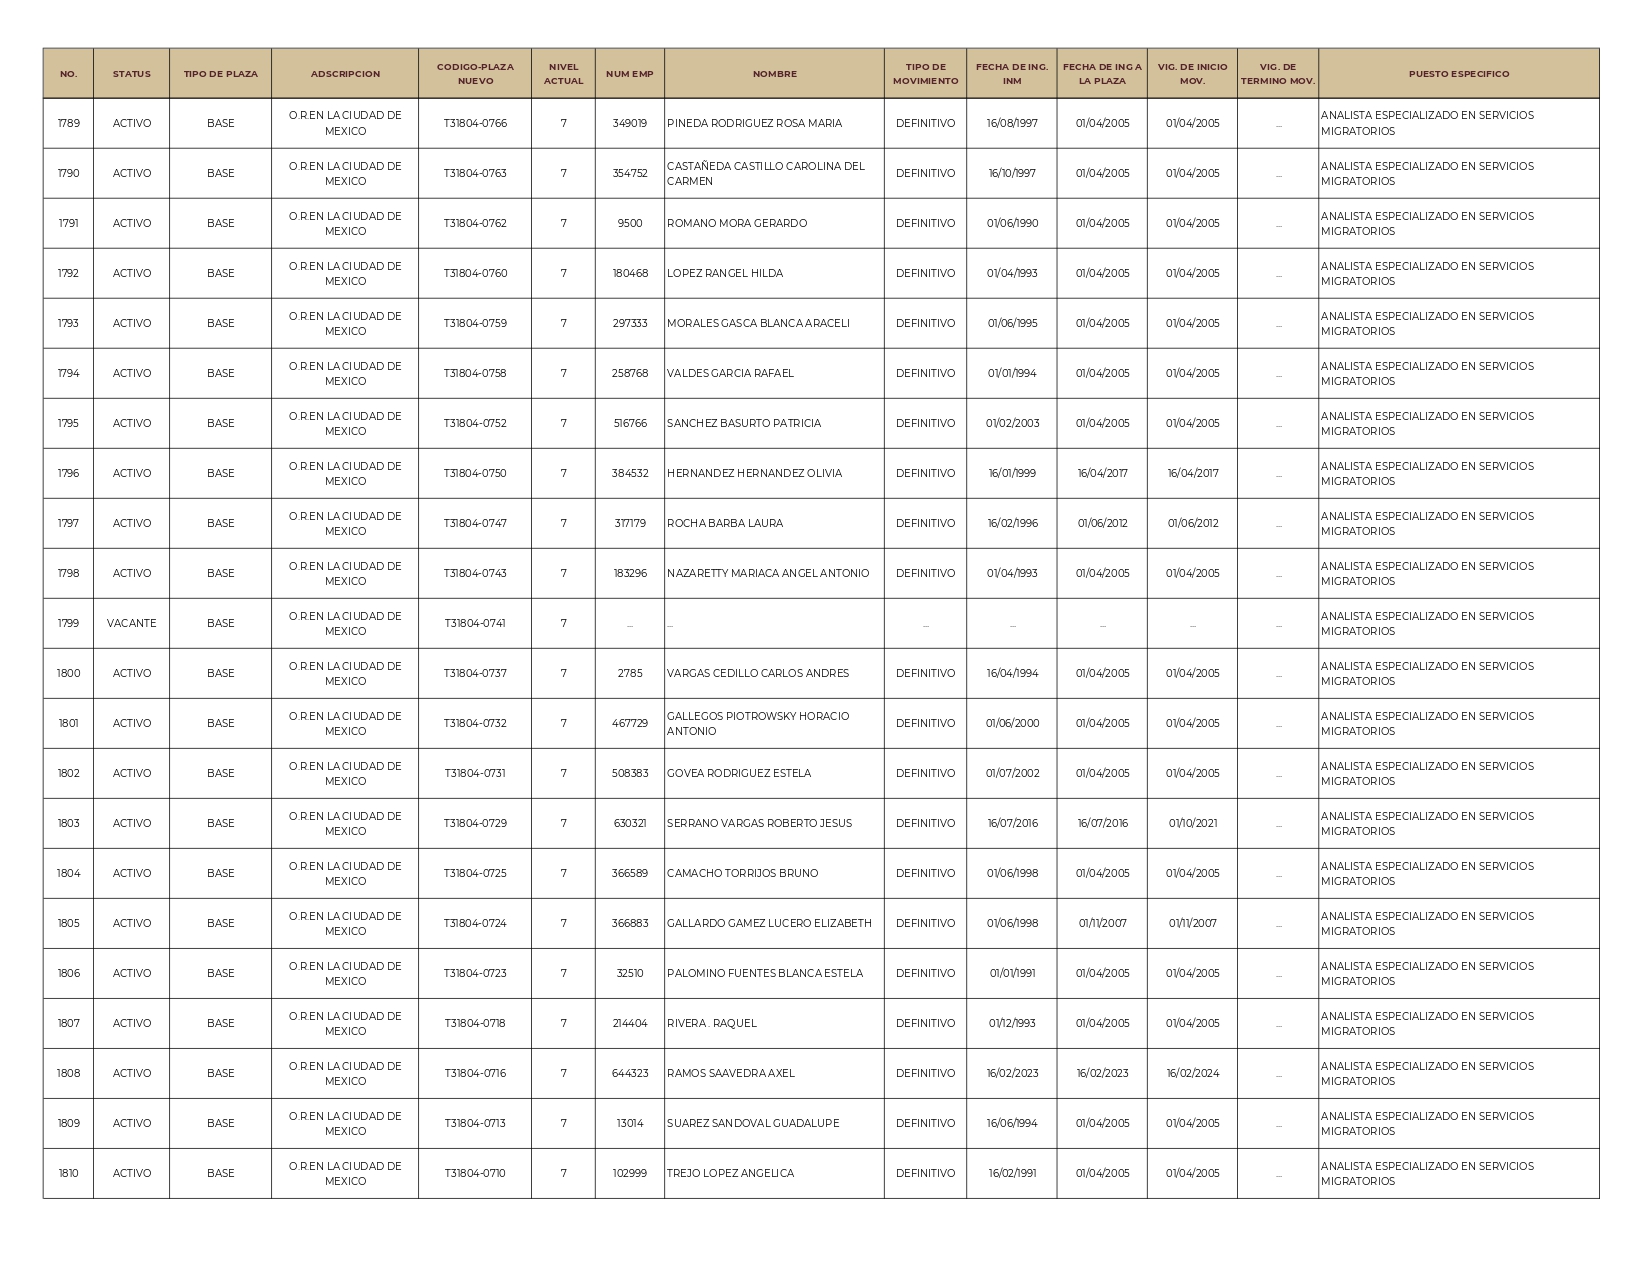 NO. STATUS TIPO DE PLAZA ADSCRIPCION CODIGO-PLAZA NUEVO NIVEL ACTUAL NUM EMP NOMBRE TIPO DE MOVIMIENTO FECHA DE ING. INM FECHA DE ING A LA PLAZA VIG. DE INICIO MOV. VIG. DE TERMINO MOV. PUESTO ESPECIFICO
1789 ACTIVO BASE O.R.EN LA CIUDAD DE MEXICO T31804-0766 7 349019 PINEDA RODRIGUEZ ROSA MARIA DEFINITIVO 16/08/1997 01/04/2005 01/04/2005 ... ANALISTA ESPECIALIZADO EN SERVICIOS MIGRATORIOS
1790 ACTIVO BASE O.R.EN LA CIUDAD DE MEXICO T31804-0763 7 354752 CASTAÑEDA CASTILLO CAROLINA DEL CARMEN DEFINITIVO 16/10/1997 01/04/2005 01/04/2005 ... ANALISTA ESPECIALIZADO EN SERVICIOS MIGRATORIOS
1791 ACTIVO BASE O.R.EN LA CIUDAD DE MEXICO T31804-0762 7 9500 ROMANO MORA GERARDO DEFINITIVO 01/06/1990 01/04/2005 01/04/2005 ... ANALISTA ESPECIALIZADO EN SERVICIOS MIGRATORIOS
1792 ACTIVO BASE O.R.EN LA CIUDAD DE MEXICO T31804-0760 7 180468 LOPEZ RANGEL HILDA DEFINITIVO 01/04/1993 01/04/2005 01/04/2005 ... ANALISTA ESPECIALIZADO EN SERVICIOS MIGRATORIOS
1793 ACTIVO BASE O.R.EN LA CIUDAD DE MEXICO T31804-0759 7 297333 MORALES GASCA BLANCA ARACELI DEFINITIVO 01/06/1995 01/04/2005 01/04/2005 ... ANALISTA ESPECIALIZADO EN SERVICIOS MIGRATORIOS
1794 ACTIVO BASE O.R.EN LA CIUDAD DE MEXICO T31804-0758 7 258768 VALDES GARCIA RAFAEL DEFINITIVO 01/01/1994 01/04/2005 01/04/2005 ... ANALISTA ESPECIALIZADO EN SERVICIOS MIGRATORIOS
1795 ACTIVO BASE O.R.EN LA CIUDAD DE MEXICO T31804-0752 7 516766 SANCHEZ BASURTO PATRICIA DEFINITIVO 01/02/2003 01/04/2005 01/04/2005 ... ANALISTA ESPECIALIZADO EN SERVICIOS MIGRATORIOS
1796 ACTIVO BASE O.R.EN LA CIUDAD DE MEXICO T31804-0750 7 384532 HERNANDEZ HERNANDEZ OLIVIA DEFINITIVO 16/01/1999 16/04/2017 16/04/2017 ... ANALISTA ESPECIALIZADO EN SERVICIOS MIGRATORIOS
1797 ACTIVO BASE O.R.EN LA CIUDAD DE MEXICO T31804-0747 7 317179 ROCHA BARBA LAURA DEFINITIVO 16/02/1996 01/06/2012 01/06/2012 ... ANALISTA ESPECIALIZADO EN SERVICIOS MIGRATORIOS
1798 ACTIVO BASE O.R.EN LA CIUDAD DE MEXICO T31804-0743 7 183296 NAZARETTY MARIACA ANGEL ANTONIO DEFINITIVO 01/04/1993 01/04/2005 01/04/2005 ... ANALISTA ESPECIALIZADO EN SERVICIOS MIGRATORIOS
1799 VACANTE BASE O.R.EN LA CIUDAD DE MEXICO T31804-0741 7 ... ... ... ... ... ... ... ANALISTA ESPECIALIZADO EN SERVICIOS MIGRATORIOS
1800 ACTIVO BASE O.R.EN LA CIUDAD DE MEXICO T31804-0737 7 2785 VARGAS CEDILLO CARLOS ANDRES DEFINITIVO 16/04/1994 01/04/2005 01/04/2005 ... ANALISTA ESPECIALIZADO EN SERVICIOS MIGRATORIOS
1801 ACTIVO BASE O.R.EN LA CIUDAD DE MEXICO T31804-0732 7 467729 GALLEGOS PIOTROWSKY HORACIO ANTONIO DEFINITIVO 01/06/2000 01/04/2005 01/04/2005 ... ANALISTA ESPECIALIZADO EN SERVICIOS MIGRATORIOS
1802 ACTIVO BASE O.R.EN LA CIUDAD DE MEXICO T31804-0731 7 508383 GOVEA RODRIGUEZ ESTELA DEFINITIVO 01/07/2002 01/04/2005 01/04/2005 ... ANALISTA ESPECIALIZADO EN SERVICIOS MIGRATORIOS
1803 ACTIVO BASE O.R.EN LA CIUDAD DE MEXICO T31804-0729 7 630321 SERRANO VARGAS ROBERTO JESUS DEFINITIVO 16/07/2016 16/07/2016 01/10/2021 ... ANALISTA ESPECIALIZADO EN SERVICIOS MIGRATORIOS
1804 ACTIVO BASE O.R.EN LA CIUDAD DE MEXICO T31804-0725 7 366589 CAMACHO TORRIJOS BRUNO DEFINITIVO 01/06/1998 01/04/2005 01/04/2005 ... ANALISTA ESPECIALIZADO EN SERVICIOS MIGRATORIOS
1805 ACTIVO BASE O.R.EN LA CIUDAD DE MEXICO T31804-0724 7 366883 GALLARDO GAMEZ LUCERO ELIZABETH DEFINITIVO 01/06/1998 01/11/2007 01/11/2007 ... ANALISTA ESPECIALIZADO EN SERVICIOS MIGRATORIOS
1806 ACTIVO BASE O.R.EN LA CIUDAD DE MEXICO T31804-0723 7 32510 PALOMINO FUENTES BLANCA ESTELA DEFINITIVO 01/01/1991 01/04/2005 01/04/2005 ... ANALISTA ESPECIALIZADO EN SERVICIOS MIGRATORIOS
1807 ACTIVO BASE O.R.EN LA CIUDAD DE MEXICO T31804-0718 7 214404 RIVERA . RAQUEL DEFINITIVO 01/12/1993 01/04/2005 01/04/2005 ... ANALISTA ESPECIALIZADO EN SERVICIOS MIGRATORIOS
1808 ACTIVO BASE O.R.EN LA CIUDAD DE MEXICO T31804-0716 7 644323 RAMOS SAAVEDRA AXEL DEFINITIVO 16/02/2023 16/02/2023 16/02/2024 ... ANALISTA ESPECIALIZADO EN SERVICIOS MIGRATORIOS
1809 ACTIVO BASE O.R.EN LA CIUDAD DE MEXICO T31804-0713 7 13014 SUAREZ SANDOVAL GUADALUPE DEFINITIVO 16/06/1994 01/04/2005 01/04/2005 ... ANALISTA ESPECIALIZADO EN SERVICIOS MIGRATORIOS
1810 ACTIVO BASE O.R.EN LA CIUDAD DE MEXICO T31804-0710 7 102999 TREJO LOPEZ ANGELICA DEFINITIVO 16/02/1991 01/04/2005 01/04/2005 ... ANALISTA ESPECIALIZADO EN SERVICIOS MIGRATORIOS